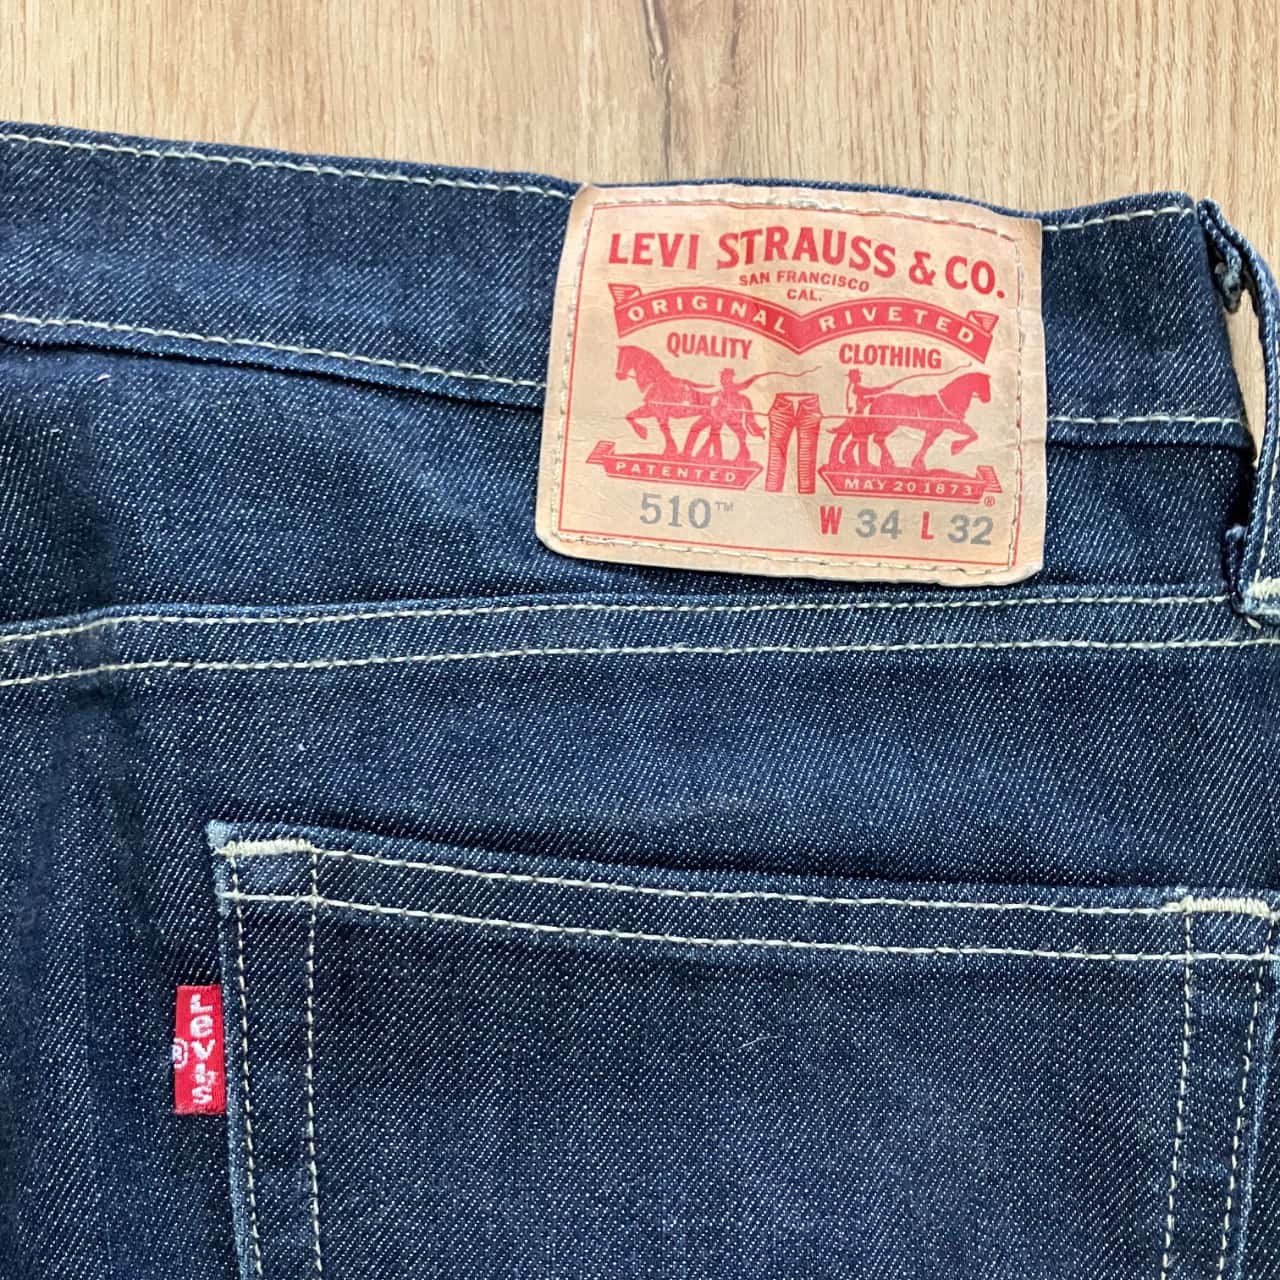 LEVI STRAUSS & CO.
SAN FRANCISCO
CAL.
ORIGINAL RIVETED
QUALITY CLOTHING
PATENTED MAY 20 1873 ®
510™ W 34 L 32
Levi's
®